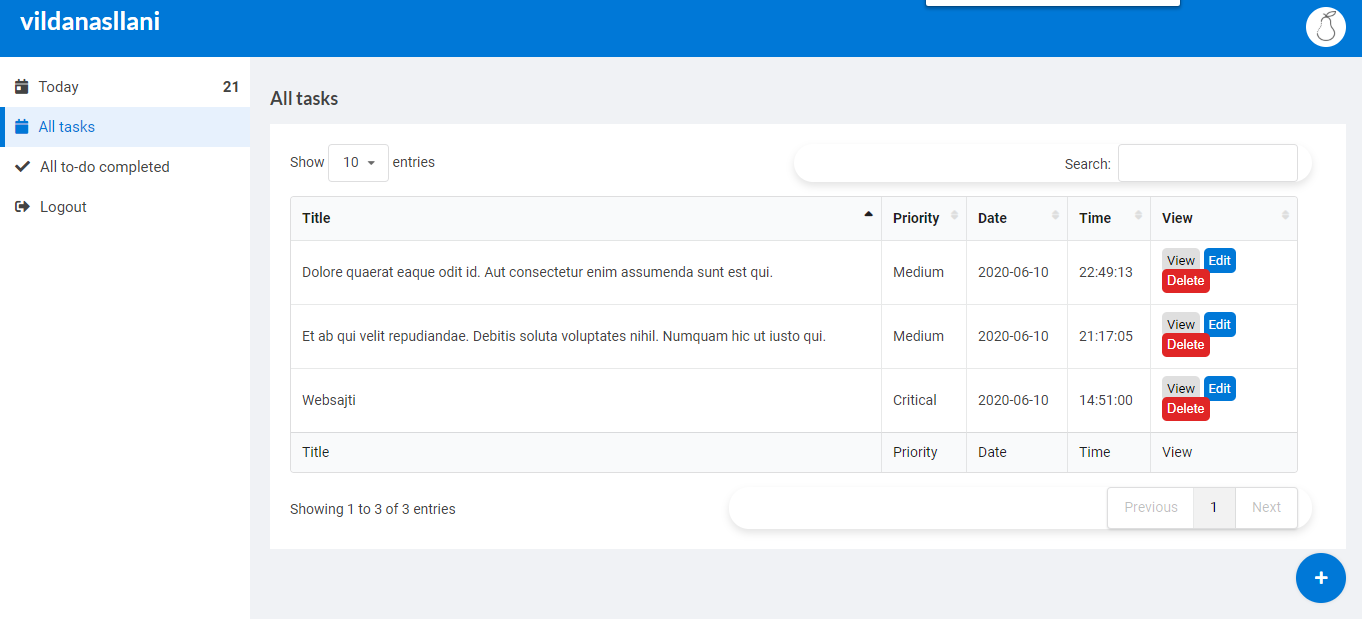 vildanasllani
Today 21
All tasks
All to-do completed
Logout
All tasks
Show 10 entries Search:
Title Priority Date Time View
Dolore quaerat eaque odit id. Aut consectetur enim assumenda sunt est qui. Medium 2020-06-10 22:49:13 View Edit
Delete
Et ab qui velit repudiandae. Debitis soluta voluptates nihil. Numquam hic ut iusto qui. Medium 2020-06-10 21:17:05 View Edit
Delete
Websajti Critical 2020-06-10 14:51:00 View Edit
Delete
Title Priority Date Time View
Showing 1 to 3 of 3 entries Previous 1 Next
+